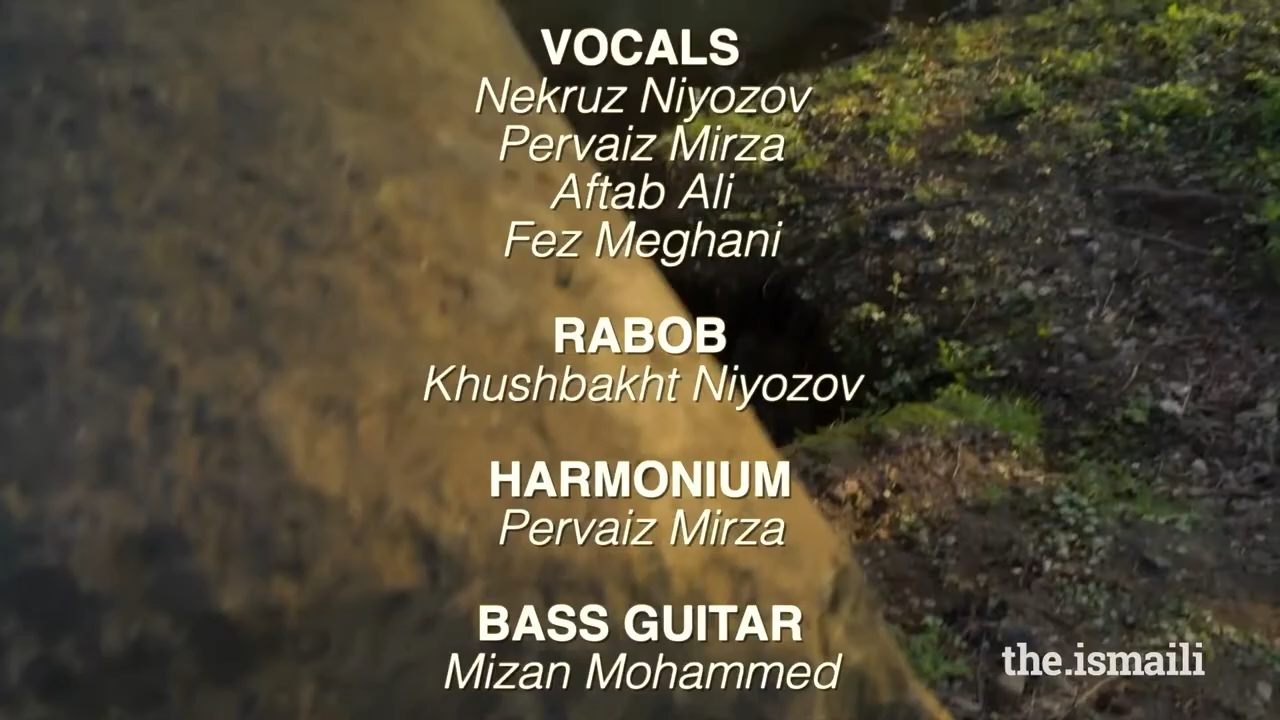 VOCALS
Nekruz Niyozov
Pervaiz Mirza
Aftab Ali
Fez Meghani
RABOB
Khushbakht Niyozov
HARMONIUM
Pervaiz Mirza
BASS GUITAR
Mizan Mohammed
the.ismaili